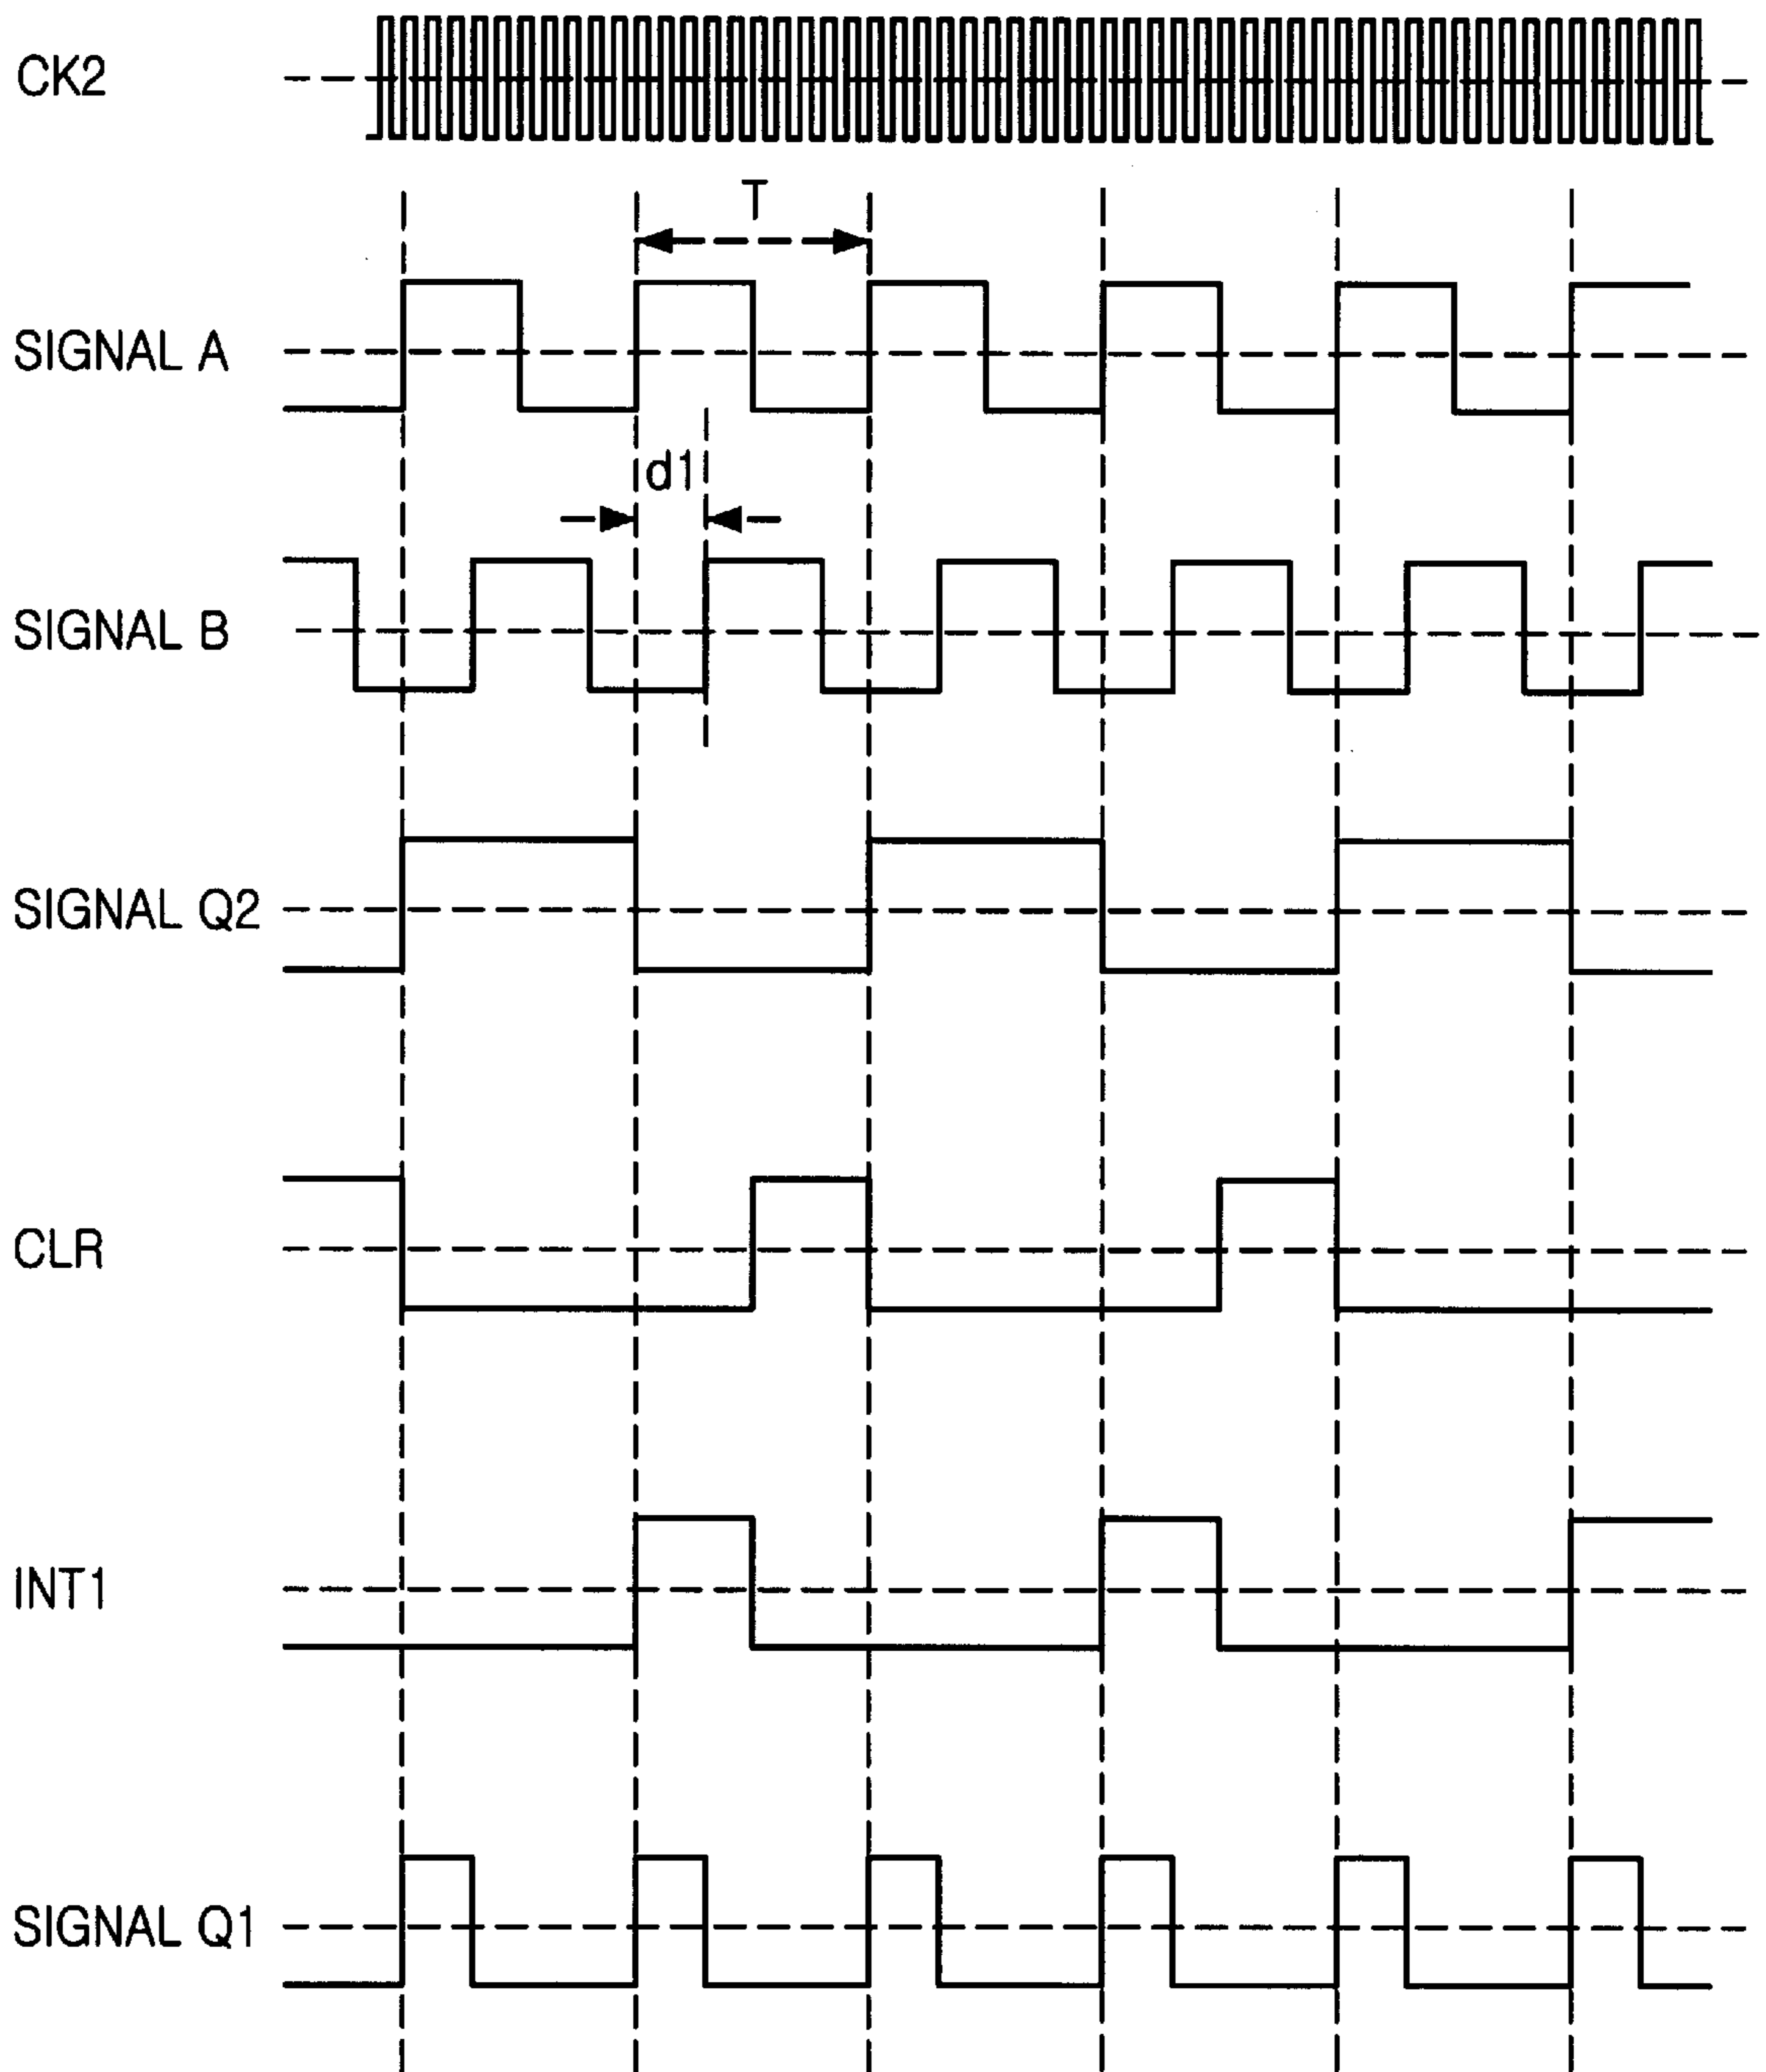 CK2
T
SIGNAL A
d1
SIGNAL B
SIGNAL Q2
CLR
INT1
SIGNAL Q1